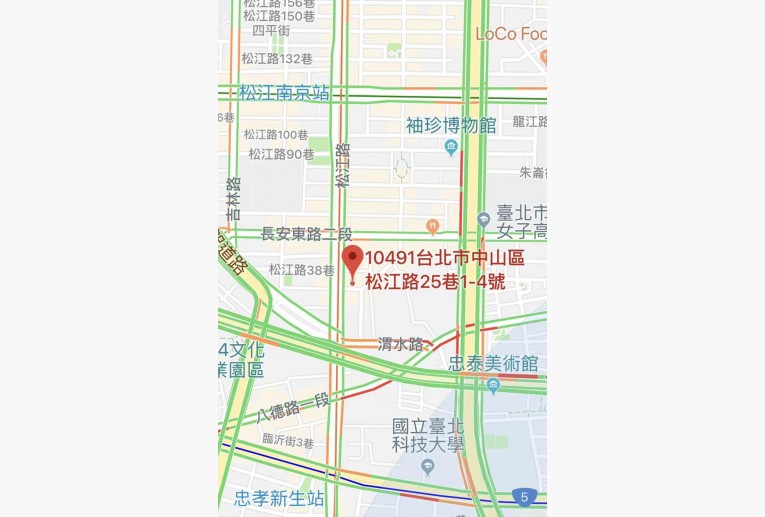 松江路156巷
松江路150巷
四平街
LoCo Foo
松江路132巷
松江南京站
6巷
袖珍博物館
龍江路
松江路100巷
松江路90巷
松江路
朱崙
吉林路
臺北市
女子高
長安東路二段
10491台北市中山區
松江路25巷1-4號
松江路38巷
道路
渭水路
4文化
業園區
忠泰美術館
八德路一段
國立臺北
科技大學
臨沂街3巷
忠孝新生站
5